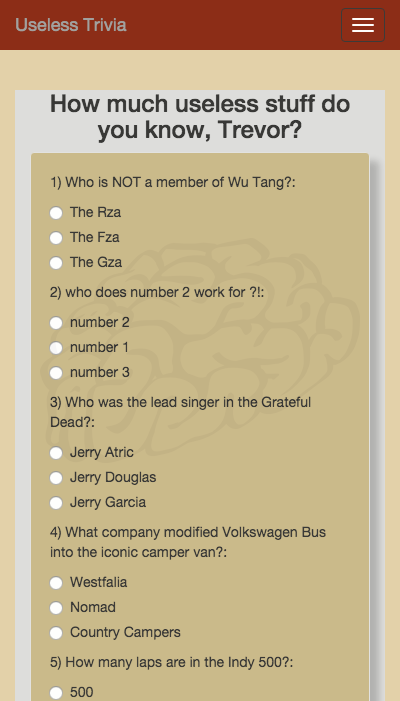 Useless Trivia
How much useless stuff do
you know, Trevor?
1) Who is NOT a member of Wu Tang?:
The Rza
The Fza
The Gza
2) who does number 2 work for ?!:
number 2
number 1
number 3
3) Who was the lead singer in the Grateful
Dead?:
Jerry Atric
Jerry Douglas
Jerry Garcia
4) What company modified Volkswagen Bus
into the iconic camper van?:
Westfalia
Nomad
Country Campers
5) How many laps are in the Indy 500?:
500